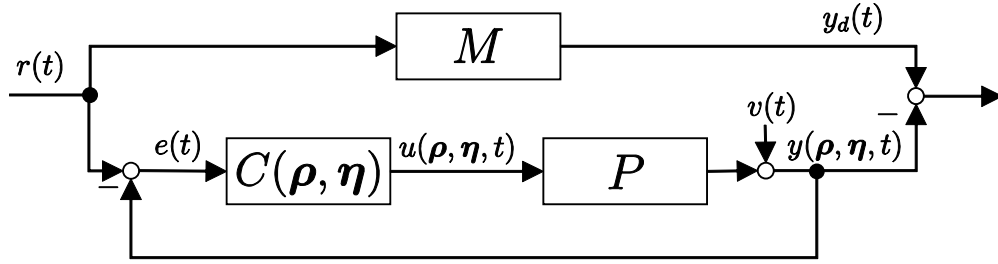 M
y_d(t)
r(t)
v(t)
e(t)
C(ρ, η)
u(ρ, η, t)
P
y(ρ, η, t)
−
−